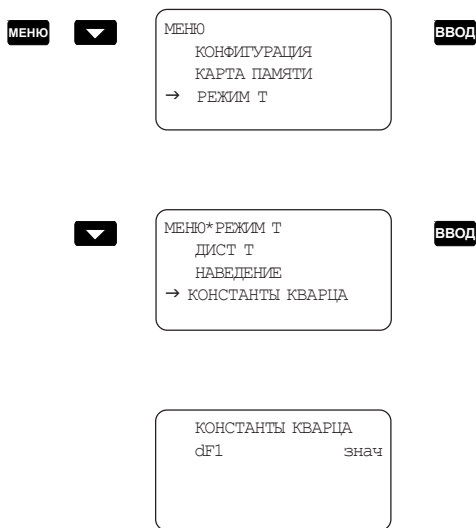 МЕНЮ
МЕНЮ
КОНФИГУРАЦИЯ
КАРТА ПАМЯТИ
→ РЕЖИМ Т
ВВОД
МЕНЮ*РЕЖИМ Т
ДИСТ Т
НАВЕДЕНИЕ
→ КОНСТАНТЫ КВАРЦА
ВВОД
КОНСТАНТЫ КВАРЦА
dF1 знач